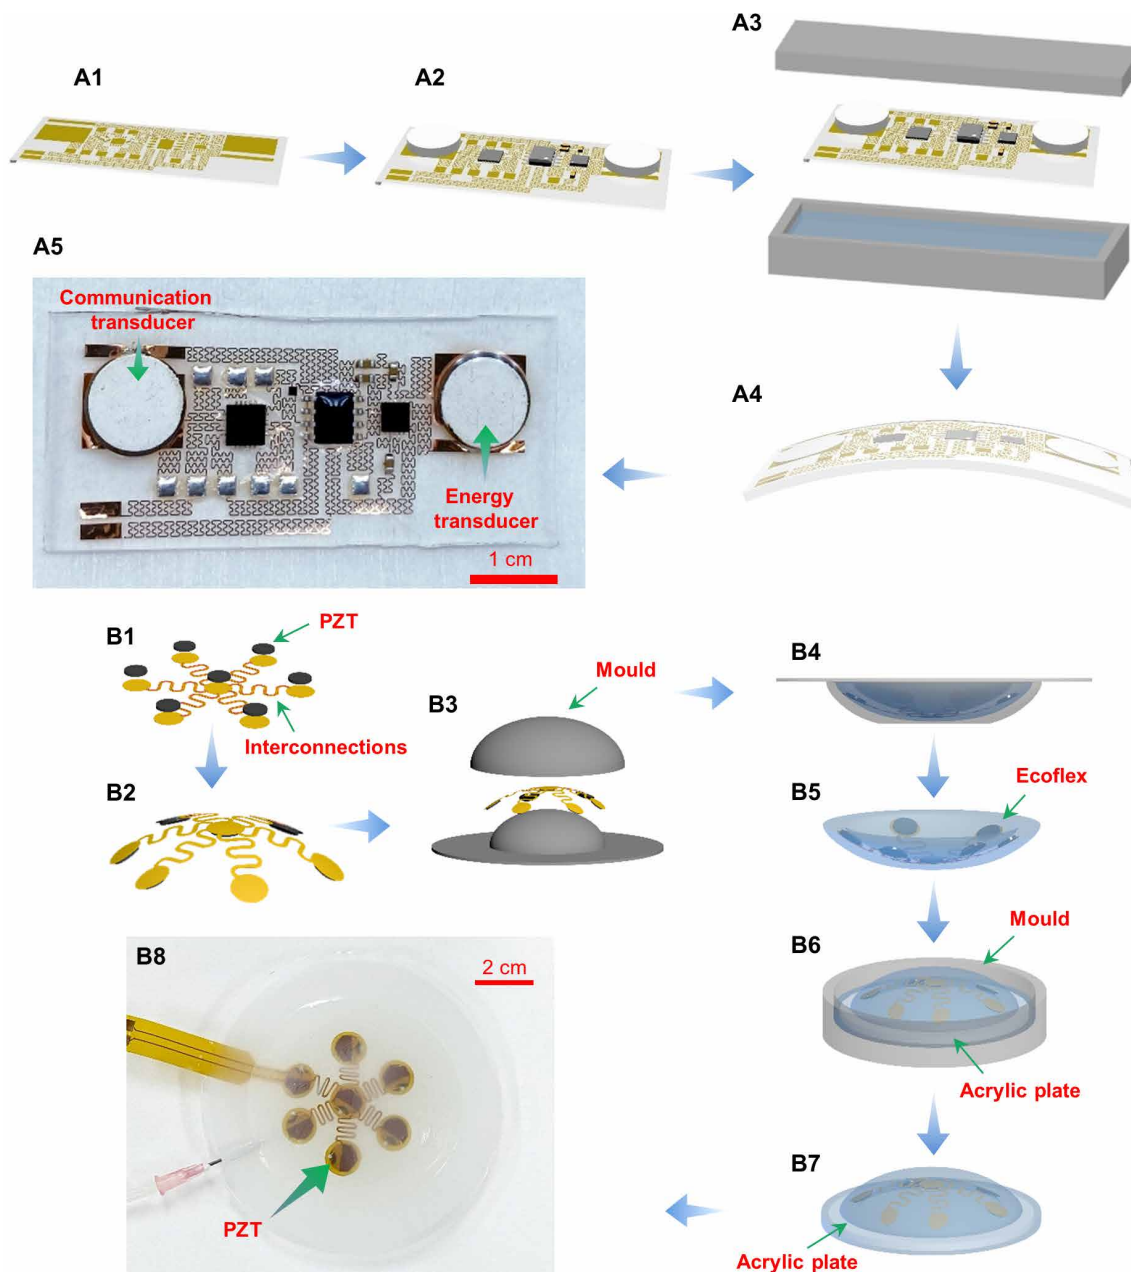 A1
A2
A3
A5
Communication
transducer
Energy
transducer
1 cm
A4
B1
PZT
Interconnections
B2
B3
Mould
B4
Ecoflex
B5
B6
Mould
Acrylic plate
B8
2 cm
PZT
B7
Acrylic plate